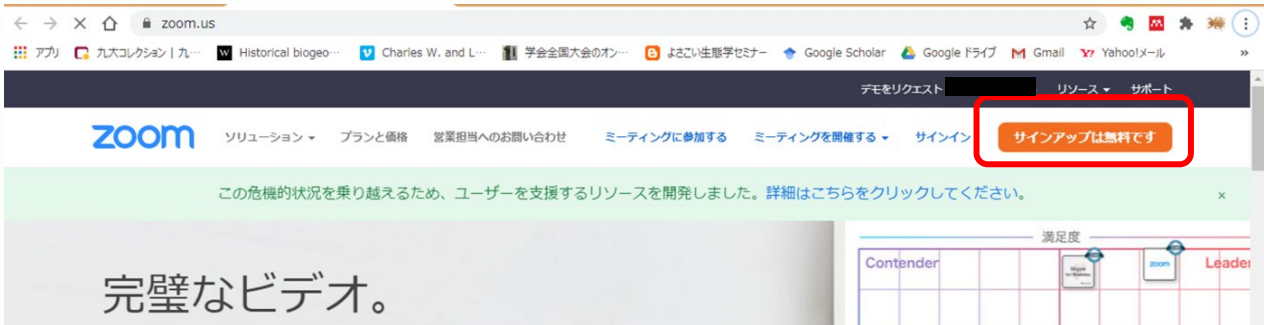 zoom.us
アプリ 九大コレクション | 九… Historical biogeo… Charles W. and L… 学会全国大会のオン… よさこい生態学セミナー Google Scholar Google ドライブ Gmail Yahoo!メール »
デモをリクエスト リソース サポート
zoom ソリューション プランと価格 営業担当へのお問い合わせ ミーティングに参加する ミーティングを開催する サインイン サインアップは無料です
この危機的状況を乗り越えるため、ユーザーを支援するリソースを開発しました。詳細はこちらをクリックしてください。 ×
満足度
Contender zoom Leader
完璧なビデオ。